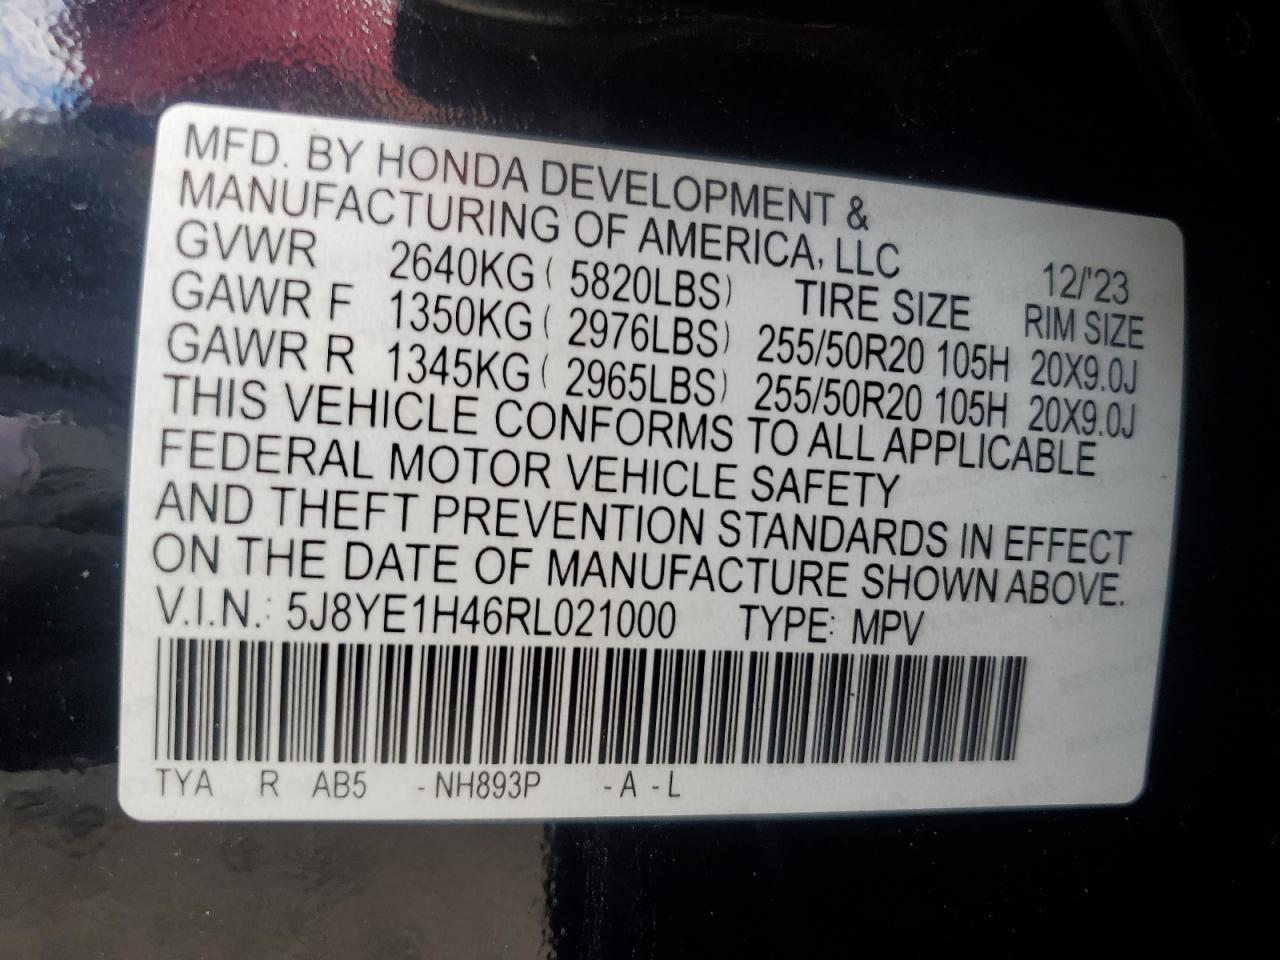 MFD. BY HONDA DEVELOPMENT &
MANUFACTURING OF AMERICA, LLC 12/'23
GVWR 2640KG ( 5820LBS) TIRE SIZE RIM SIZE
GAWR F 1350KG ( 2976LBS) 255/50R20 105H 20X9.0J
GAWR R 1345KG ( 2965LBS) 255/50R20 105H 20X9.0J
THIS VEHICLE CONFORMS TO ALL APPLICABLE
FEDERAL MOTOR VEHICLE SAFETY
AND THEFT PREVENTION STANDARDS IN EFFECT
ON THE DATE OF MANUFACTURE SHOWN ABOVE.
V.I.N.: 5J8YE1H46RL021000 TYPE: MPV
TYA R AB5 - NH893P - A - L